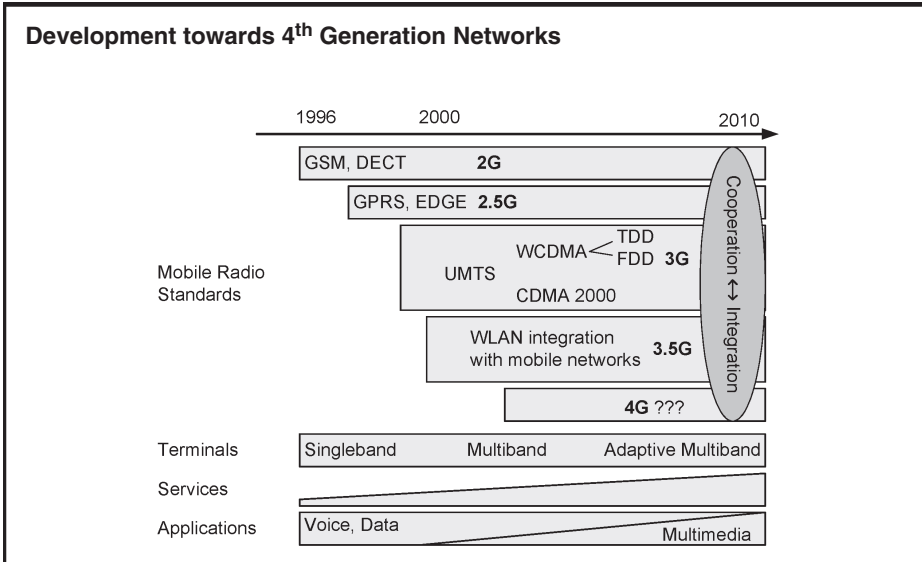 Development towards 4th Generation Networks
1996 2000 2010
GSM, DECT 2G
GPRS, EDGE 2.5G
Mobile Radio
Standards
UMTS
WCDMA
TDD
FDD
3G
CDMA 2000
WLAN integration
with mobile networks
3.5G
4G ???
Cooperation ↔ Integration
Terminals
Singleband Multiband Adaptive Multiband
Services
Applications
Voice, Data
Multimedia